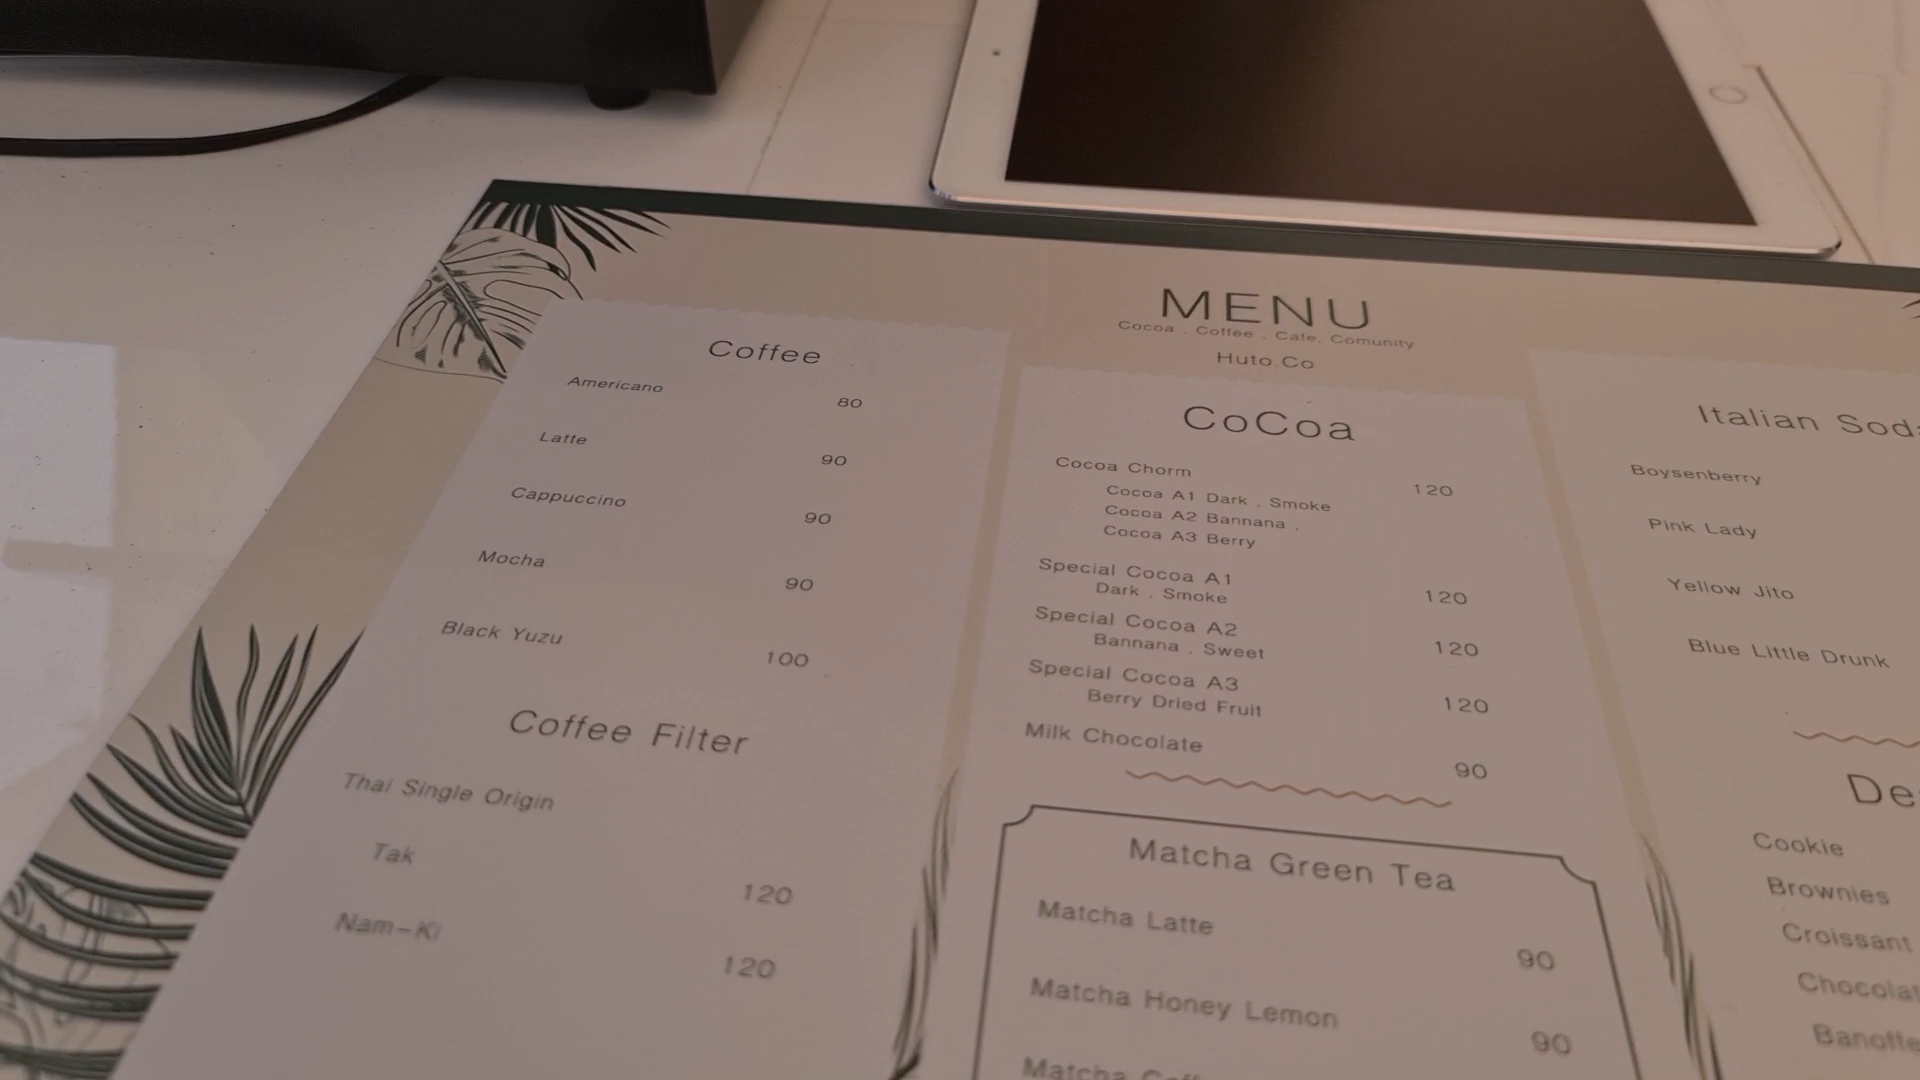 MENU
Cocoa . Coffee . Cafe. Comunity
Huto.Co
Coffee
Americano 80
Latte 90
Cappuccino 90
Mocha 90
Black Yuzu 100
Coffee Filter
Thai Single Origin
Tak 120
Nam-Ki 120
CoCoa
Cocoa Chorm 120
Cocoa A1 Dark . Smoke
Cocoa A2 Bannana .
Cocoa A3 Berry
Special Cocoa A1 120
Dark . Smoke
Special Cocoa A2 120
Bannana . Sweet
Special Cocoa A3 120
Berry Dried Fruit
Milk Chocolate 90
Matcha Green Tea
Matcha Latte 90
Matcha Honey Lemon 90
Matcha
Italian
Boysenberry
Pink Lady
Yellow Jito
Blue Little Drunk
Cookie
Brownies
Croissant